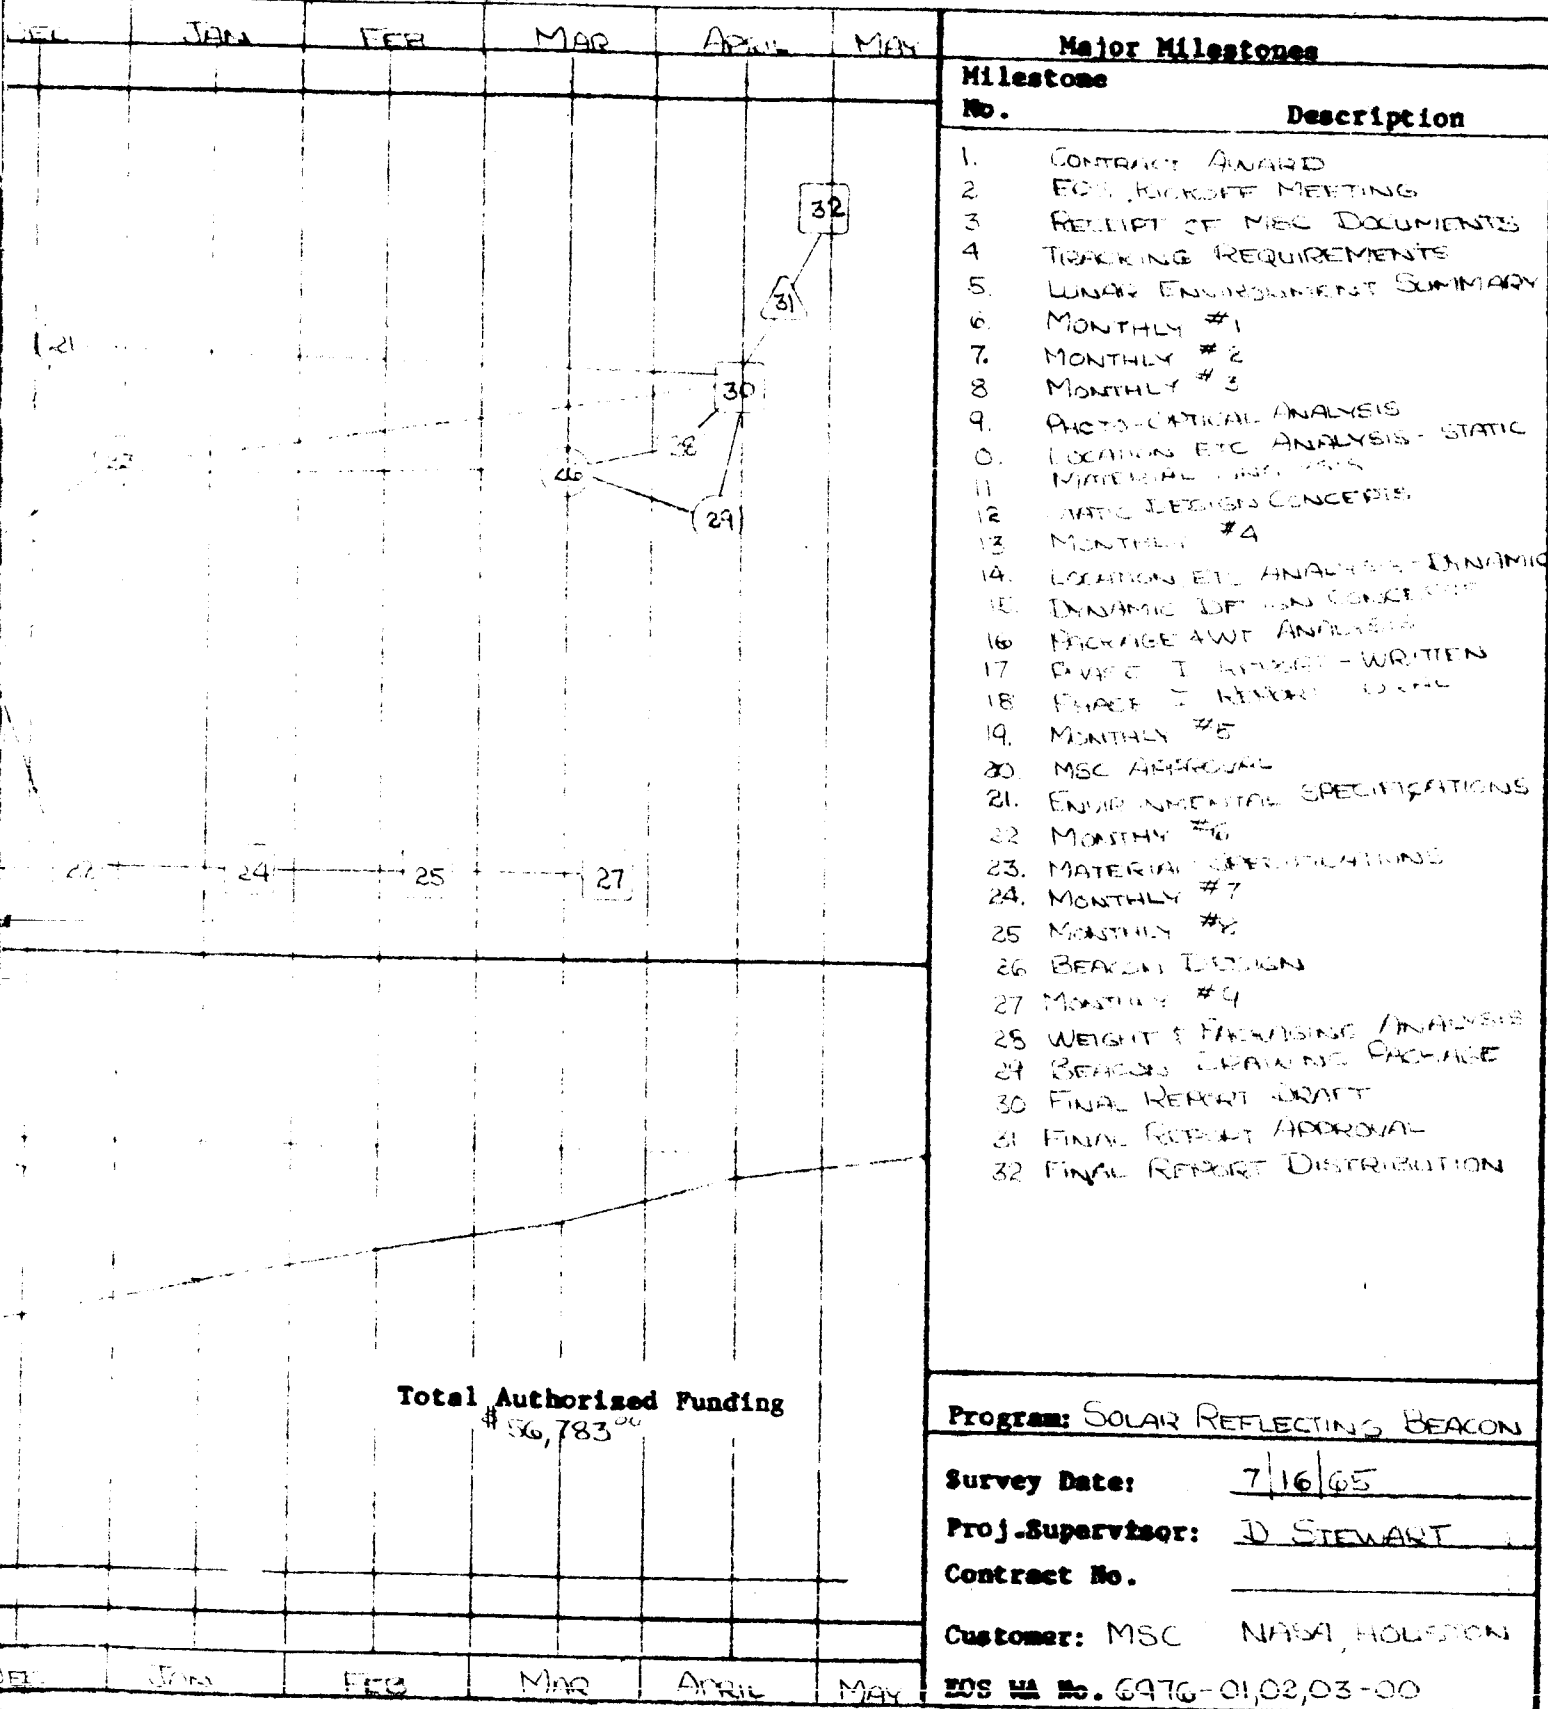 JAN FEB MAR APRIL MAY
Major Milestones
Milestone
No. Description
1. CONTRACT AWARD
2 EOS KICKOFF MEETING
3 RECEIPT OF MSC DOCUMENTS
4 TRACKING REQUIREMENTS
5. LUNAR ENVIRONMENT SUMMARY
6. MONTHLY #1
7. MONTHLY #2
8 MONTHLY #3
9. PHOTO-OPTICAL ANALYSIS
0. LOCATION ETC ANALYSIS - STATIC
11 MATERIAL ANALYSIS
12 STATIC DESIGN CONCEPTS
13 MONTHLY #4
14. LOCATION ETC ANALYSIS - DYNAMIC
15. DYNAMIC DESIGN CONCEPTS
16 PACKAGE & WT ANALYSIS
17 PHASE I REPORT - WRITTEN
18 PHASE I REPORT ORAL
19. MONTHLY #5
20. MSC APPROVAL
21. ENVIRONMENTAL SPECIFICATIONS
22 MONTHY #6
23. MATERIAL SPECIFICATIONS
24. MONTHLY #7
25 MONTHLY #8
26 BEACON DESIGN
27 MONTHLY #9
28 WEIGHT & PACKAGING ANALYSIS
29 BEACON DRAWING PACKAGE
30 FINAL REPORT DRAFT
31 FINAL REPORT APPROVAL
32 FINAL REPORT DISTRIBUTION
32
31
21
30
28
26
29
24 25 27
Total Authorized Funding
$56,783.00
Program: SOLAR REFLECTING BEACON
Survey Date: 7/16/65
Proj.Supervisor: D STEWART
Contract No.
Customer: MSC NASA, HOUSTON
EOS WA No. 6976-01,02,03-00
JAN FEB MAR APRIL MAY